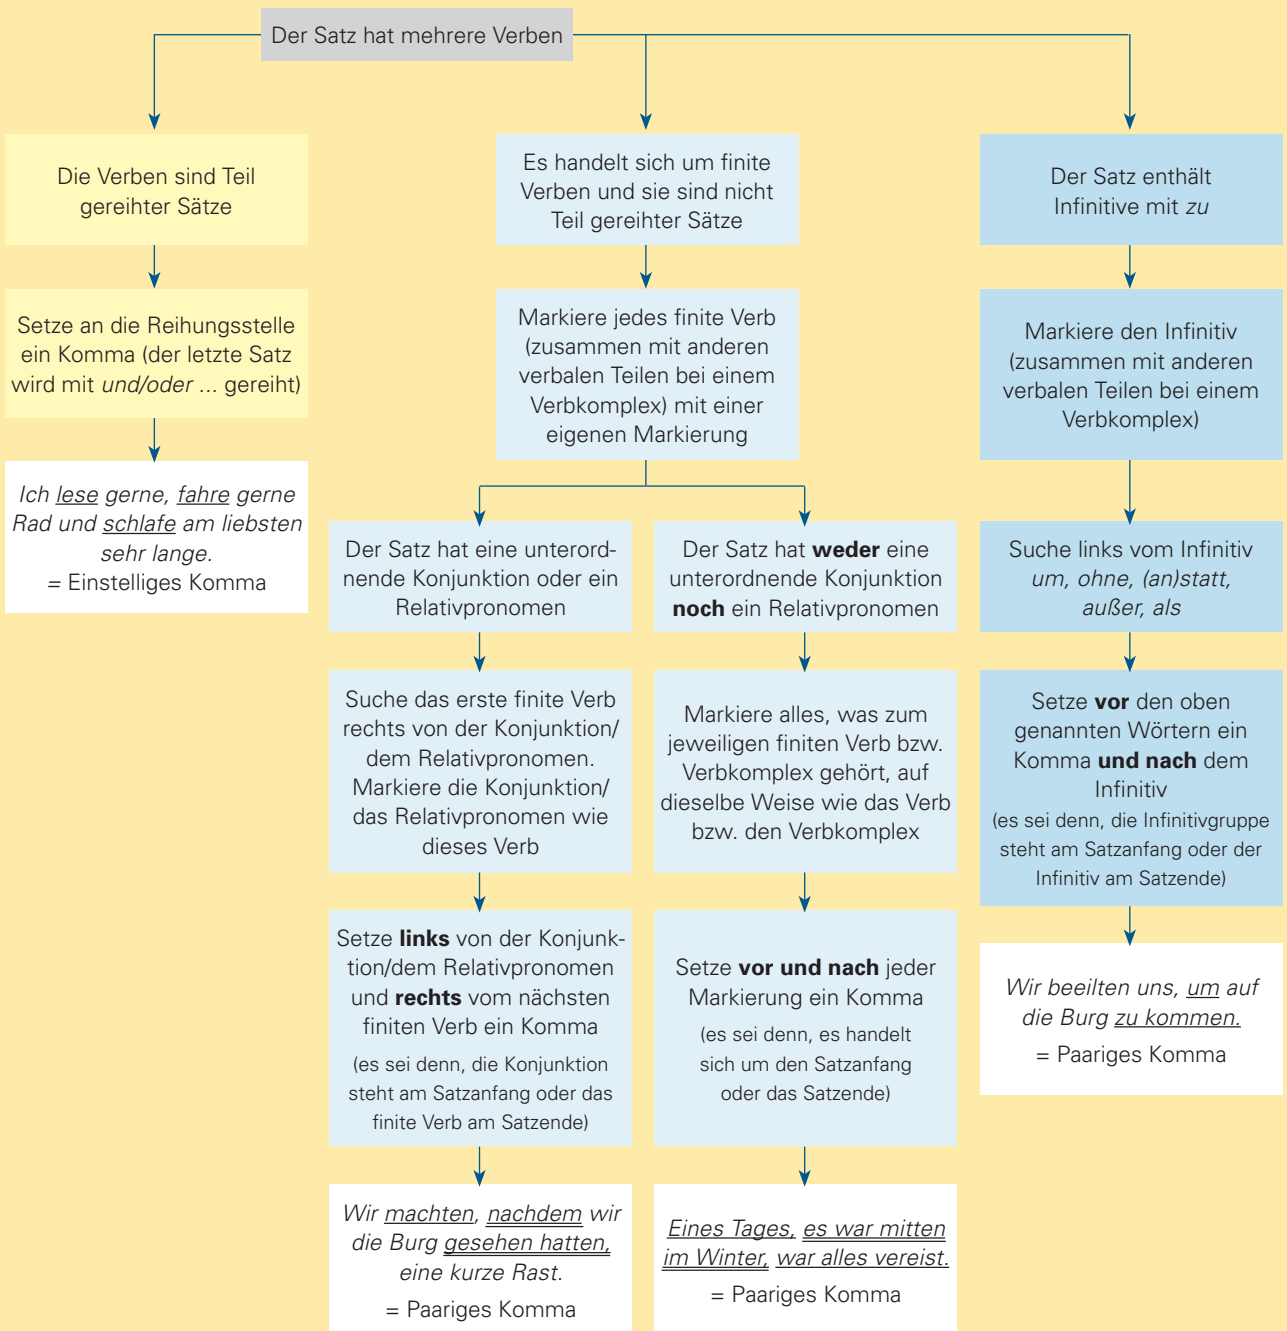 Der Satz hat mehrere Verben
Die Verben sind Teil
gereihter Sätze
Setze an die Reihungsstelle
ein Komma (der letzte Satz
wird mit und/oder ... gereiht)
Ich lese gerne, fahre gerne
Rad und schlafe am liebsten
sehr lange.
= Einstelliges Komma
Es handelt sich um finite
Verben und sie sind nicht
Teil gereihter Sätze
Markiere jedes finite Verb
(zusammen mit anderen
verbalen Teilen bei einem
Verbkomplex) mit einer
eigenen Markierung
Der Satz hat eine unterord-
nende Konjunktion oder ein
Relativpronomen
Suche das erste finite Verb
rechts von der Konjunktion/
dem Relativpronomen.
Markiere die Konjunktion/
das Relativpronomen wie
dieses Verb
Setze links von der Konjunk-
tion/dem Relativpronomen
und rechts vom nächsten
finiten Verb ein Komma
(es sei denn, die Konjunktion
steht am Satzanfang oder das
finite Verb am Satzende)
Wir machten, nachdem wir
die Burg gesehen hatten,
eine kurze Rast.
= Paariges Komma
Der Satz hat weder eine
unterordnende Konjunktion
noch ein Relativpronomen
Markiere alles, was zum
jeweiligen finiten Verb bzw.
Verbkomplex gehört, auf
dieselbe Weise wie das Verb
bzw. den Verbkomplex
Setze vor und nach jeder
Markierung ein Komma
(es sei denn, es handelt
sich um den Satzanfang
oder das Satzende)
Eines Tages, es war mitten
im Winter, war alles vereist.
= Paariges Komma
Der Satz enthält
Infinitive mit zu
Markiere den Infinitiv
(zusammen mit anderen
verbalen Teilen bei einem
Verbkomplex)
Suche links vom Infinitiv
um, ohne, (an)statt,
außer, als
Setze vor den oben
genannten Wörtern ein
Komma und nach dem
Infinitiv
(es sei denn, die Infinitivgruppe
steht am Satzanfang oder der
Infinitiv am Satzende)
Wir beeilten uns, um auf
die Burg zu kommen.
= Paariges Komma